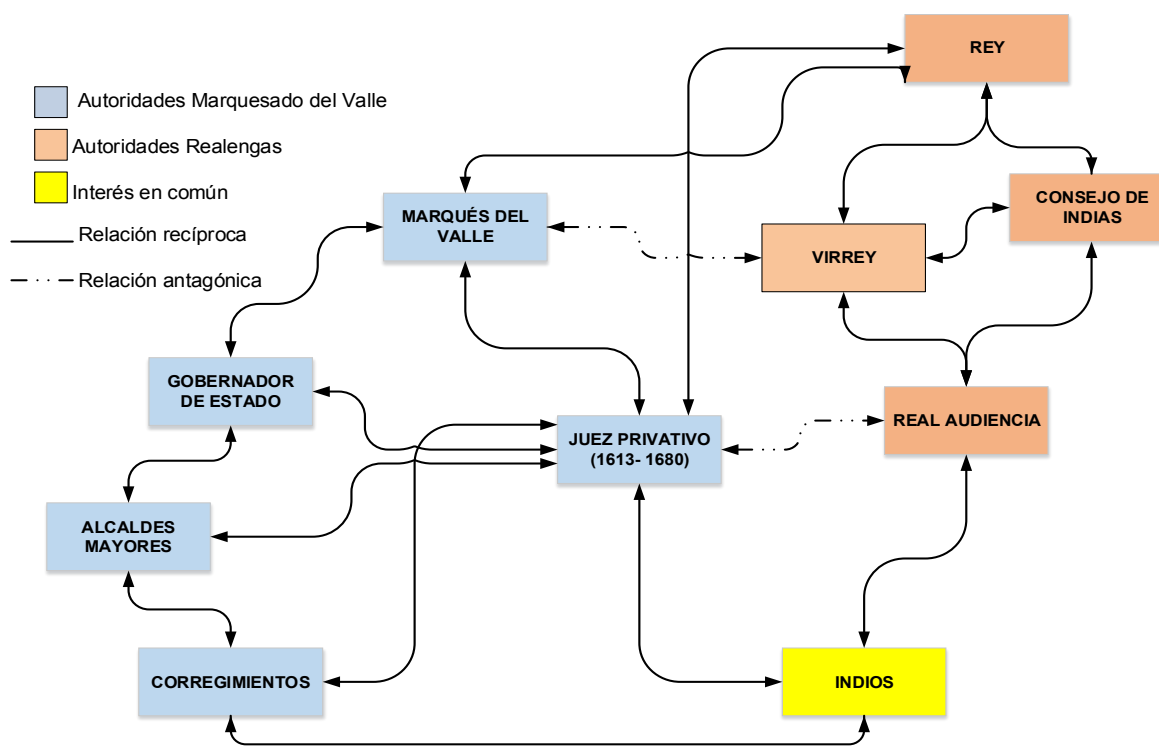 REY
Autoridades Marquesado del Valle
Autoridades Realengas
Interés en común
Relación recíproca
Relación antagónica
MARQUÉS DEL
VALLE
CONSEJO DE
INDIAS
VIRREY
GOBERNADOR
DE ESTADO
JUEZ PRIVATIVO
(1613- 1680)
REAL AUDIENCIA
ALCALDES
MAYORES
CORREGIMIENTOS
INDIOS